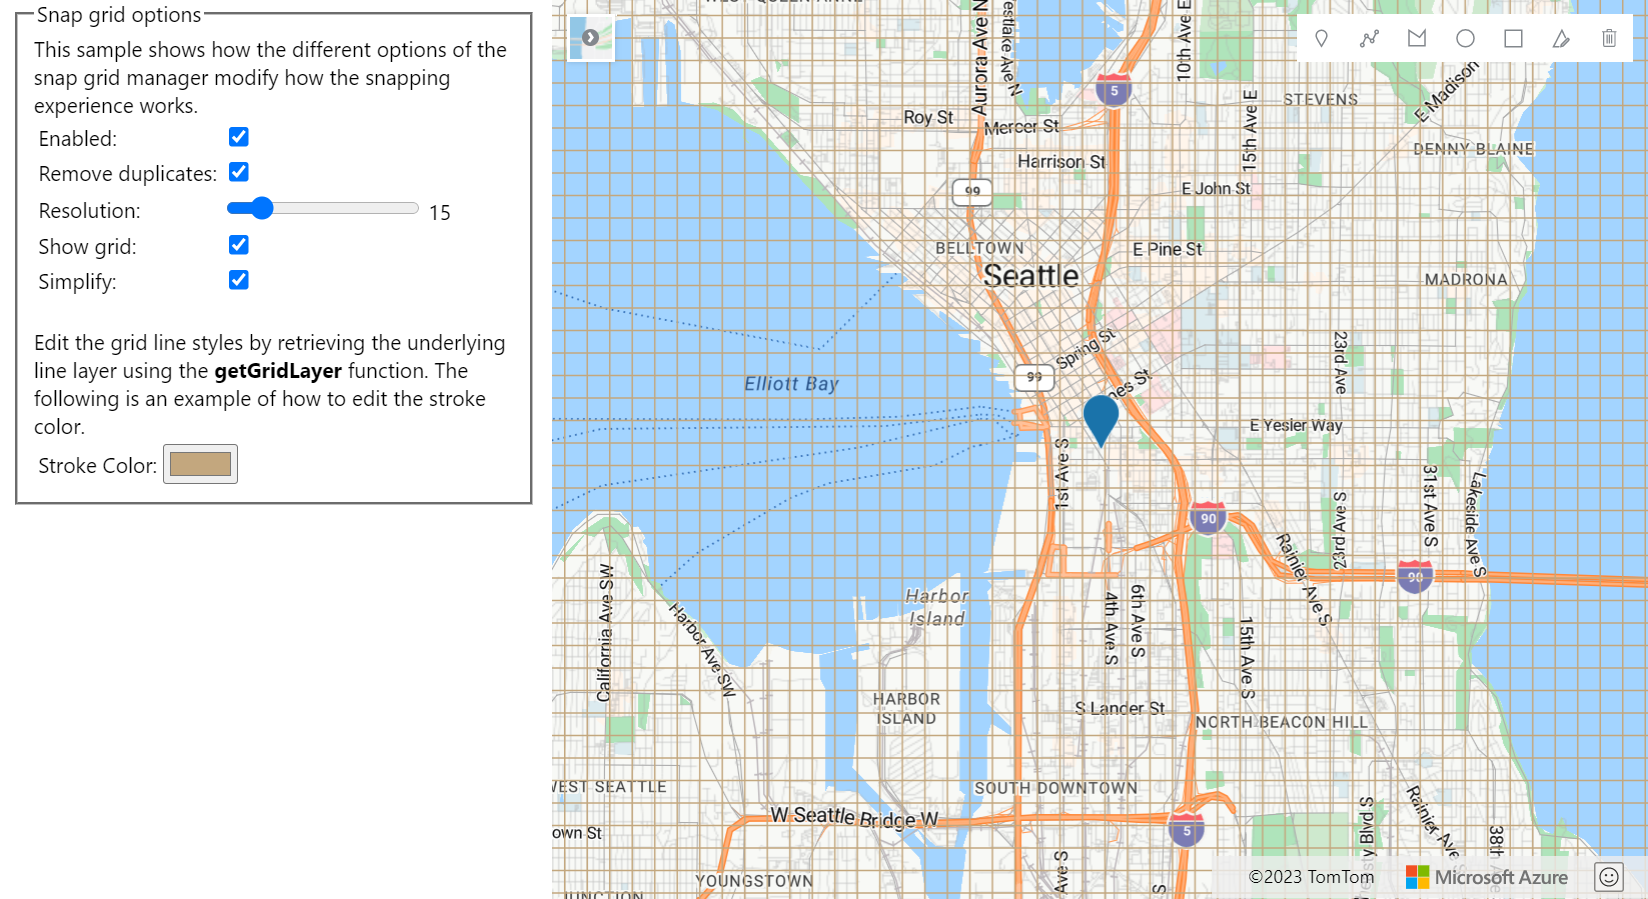 Snap grid options
This sample shows how the different options of the
snap grid manager modify how the snapping
experience works.
Enabled:
Remove duplicates:
Resolution:
15
Show grid:
Simplify:
Edit the grid line styles by retrieving the underlying
line layer using the getGridLayer function. The
following is an example of how to edit the stroke
color.
Stroke Color:
Aurora Ave N
10th Ave E
5
Roy St
Mercer St
STEVENS
E Madison
15th Ave E
DENNY BLAINE
Harrison St
99
E John St
BELLTOWN
E Pine St
Seattle
MADRONA
Spring St
23rd Ave
99
Elliott Bay
E Yesler Way
1st Ave S
31st Ave S
Lakeside Ave S
90
23rd Ave S
Rainier Ave S
90
California Ave SW
Harbor Ave SW
Harbor
Island
4th Ave S
6th Ave S
15th Ave S
HARBOR
ISLAND
S Lander St
NORTH BEACON HILL
SOUTH DOWNTOWN
W Seattle Bridge W
5
Ave S
YOUNGSTOWN
©2023 TomTom
Microsoft Azure